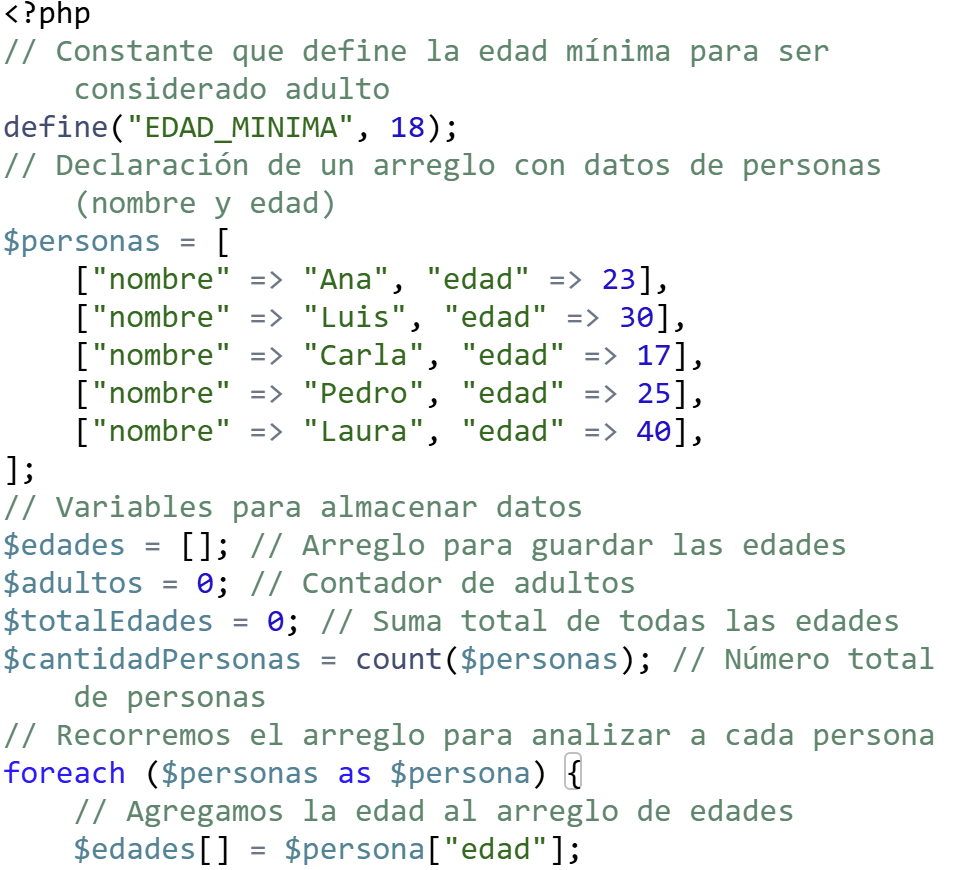 <?php
// Constante que define la edad mínima para ser
    considerado adulto
define("EDAD_MINIMA", 18);
// Declaración de un arreglo con datos de personas
    (nombre y edad)
$personas = [
    ["nombre" => "Ana", "edad" => 23],
    ["nombre" => "Luis", "edad" => 30],
    ["nombre" => "Carla", "edad" => 17],
    ["nombre" => "Pedro", "edad" => 25],
    ["nombre" => "Laura", "edad" => 40],
];
// Variables para almacenar datos
$edades = []; // Arreglo para guardar las edades
$adultos = 0; // Contador de adultos
$totalEdades = 0; // Suma total de todas las edades
$cantidadPersonas = count($personas); // Número total
    de personas
// Recorremos el arreglo para analizar a cada persona
foreach ($personas as $persona) {
    // Agregamos la edad al arreglo de edades
    $edades[] = $persona["edad"];